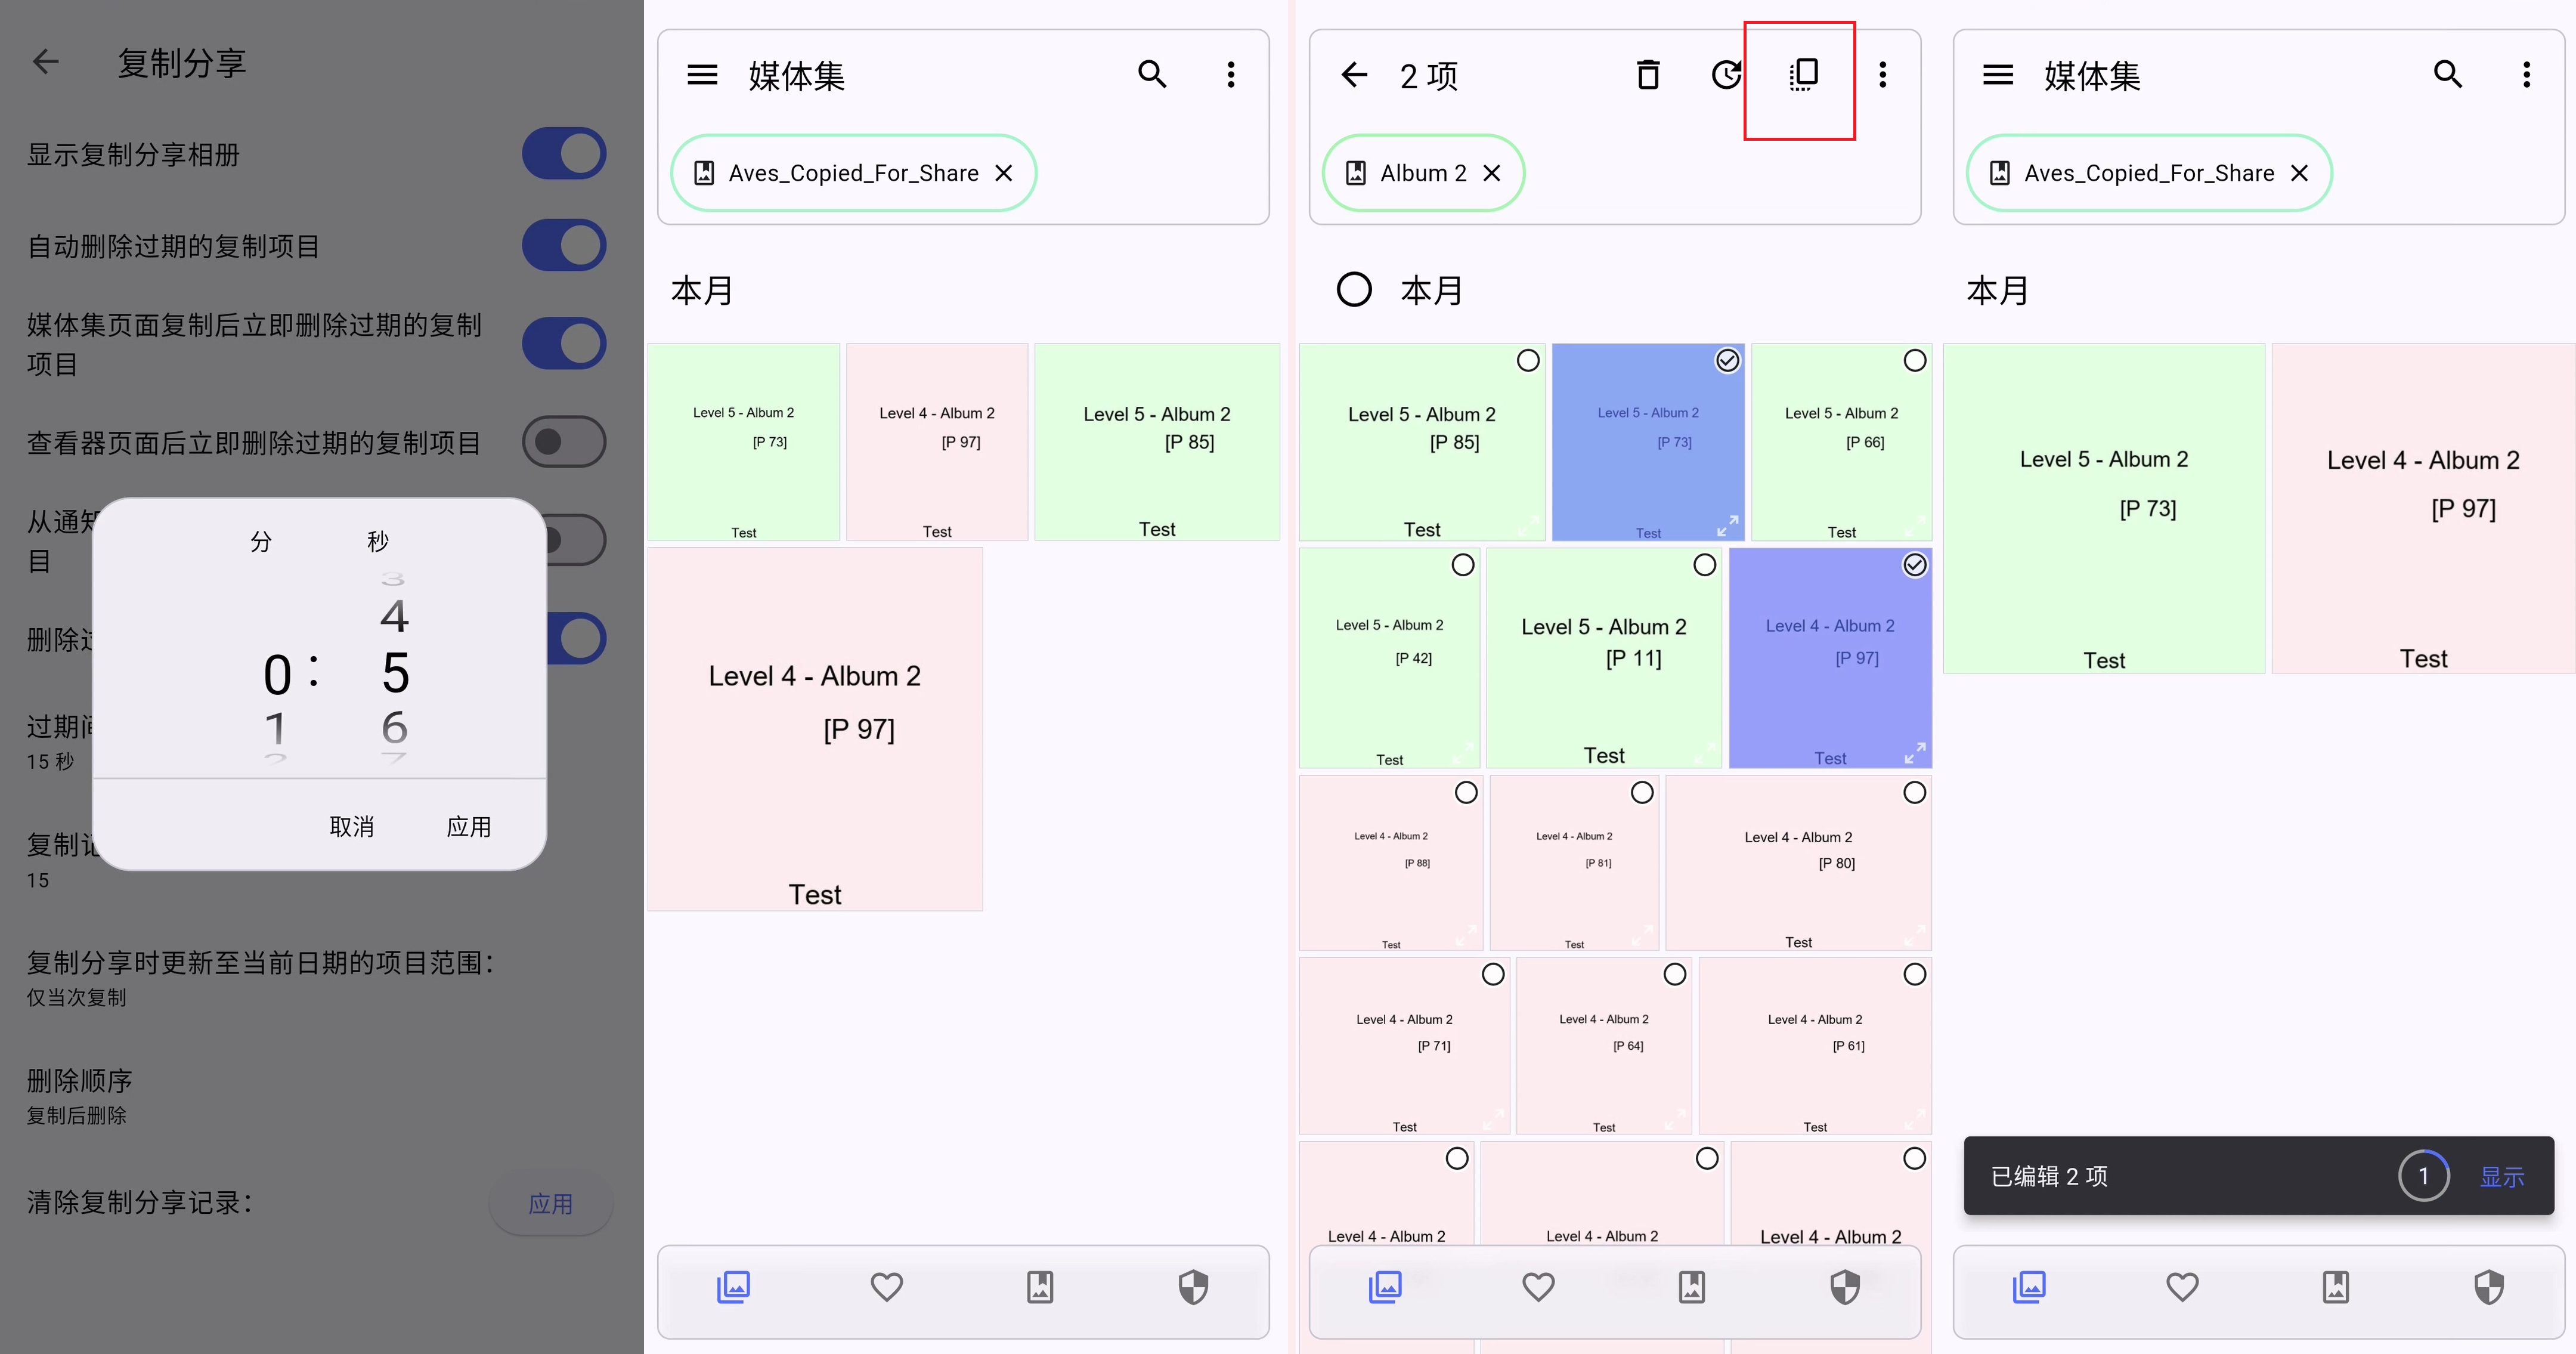 复制分享
显示复制分享相册
自动删除过期的复制项目
媒体集页面复制后立即删除过期的复制
项目
查看器页面后立即删除过期的复制项目
从通
目
删除
过期
15 秒
复制
15
复制分享时更新至当前日期的项目范围：
仅当次复制
删除顺序
复制后删除
清除复制分享记录：
应用
分 秒
3
4
0 : 5
1 6
7
取消 应用
媒体集
Aves_Copied_For_Share
本月
Level 5 - Album 2
[P 73]
Test
Level 4 - Album 2
[P 97]
Test
Level 5 - Album 2
[P 85]
Test
Level 4 - Album 2
[P 97]
Test
2 项
Album 2
本月
Level 5 - Album 2
[P 85]
Test
Level 5 - Album 2
[P 73]
Test
Level 5 - Album 2
[P 66]
Test
Level 5 - Album 2
[P 42]
Test
Level 5 - Album 2
[P 11]
Test
Level 4 - Album 2
[P 97]
Test
Level 4 - Album 2
[P 88]
Test
Level 4 - Album 2
[P 81]
Test
Level 4 - Album 2
[P 80]
Test
Level 4 - Album 2
[P 71]
Test
Level 4 - Album 2
[P 64]
Test
Level 4 - Album 2
[P 61]
Test
Level 4 - Album 2
Level 4 - Album 2
Level 4 - Album 2
媒体集
Aves_Copied_For_Share
本月
Level 5 - Album 2
[P 73]
Test
Level 4 - Album 2
[P 97]
Test
已编辑 2 项
1
显示